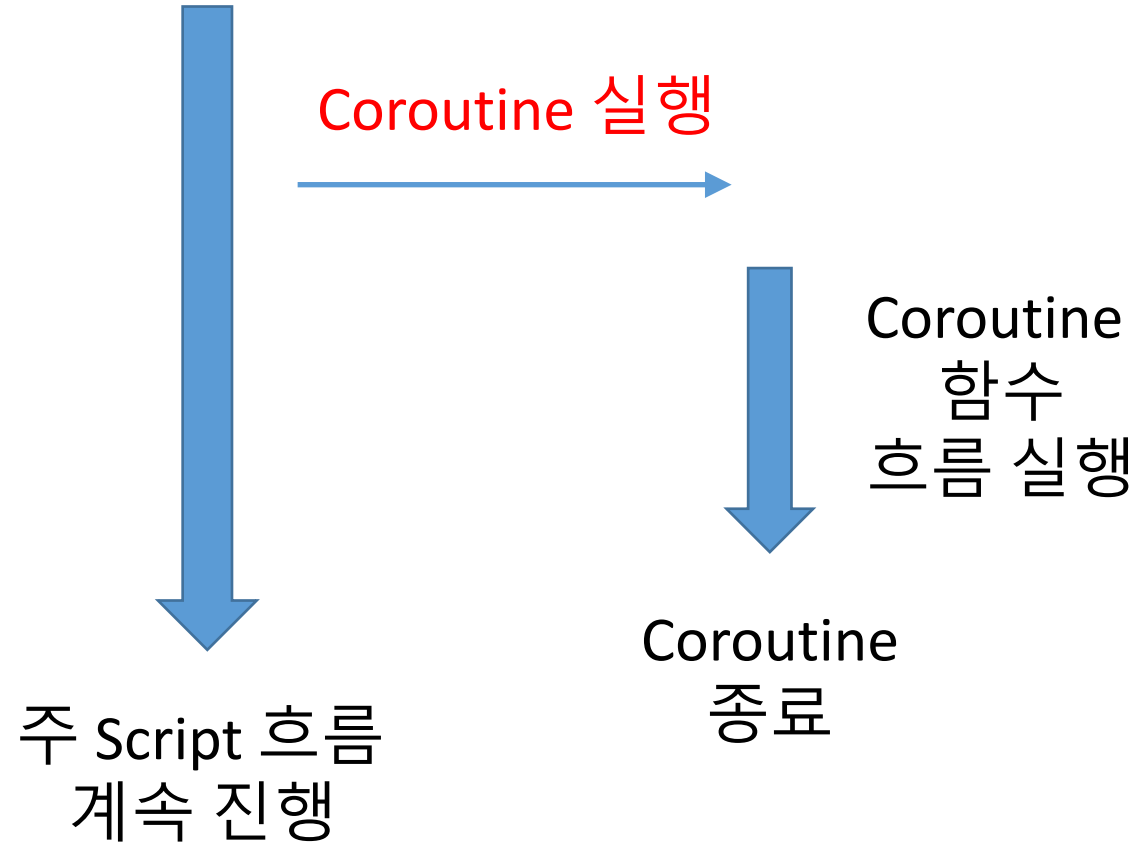 Coroutine 실행
Coroutine
함수
흐름 실행
Coroutine
종료
주 Script 흐름
계속 진행